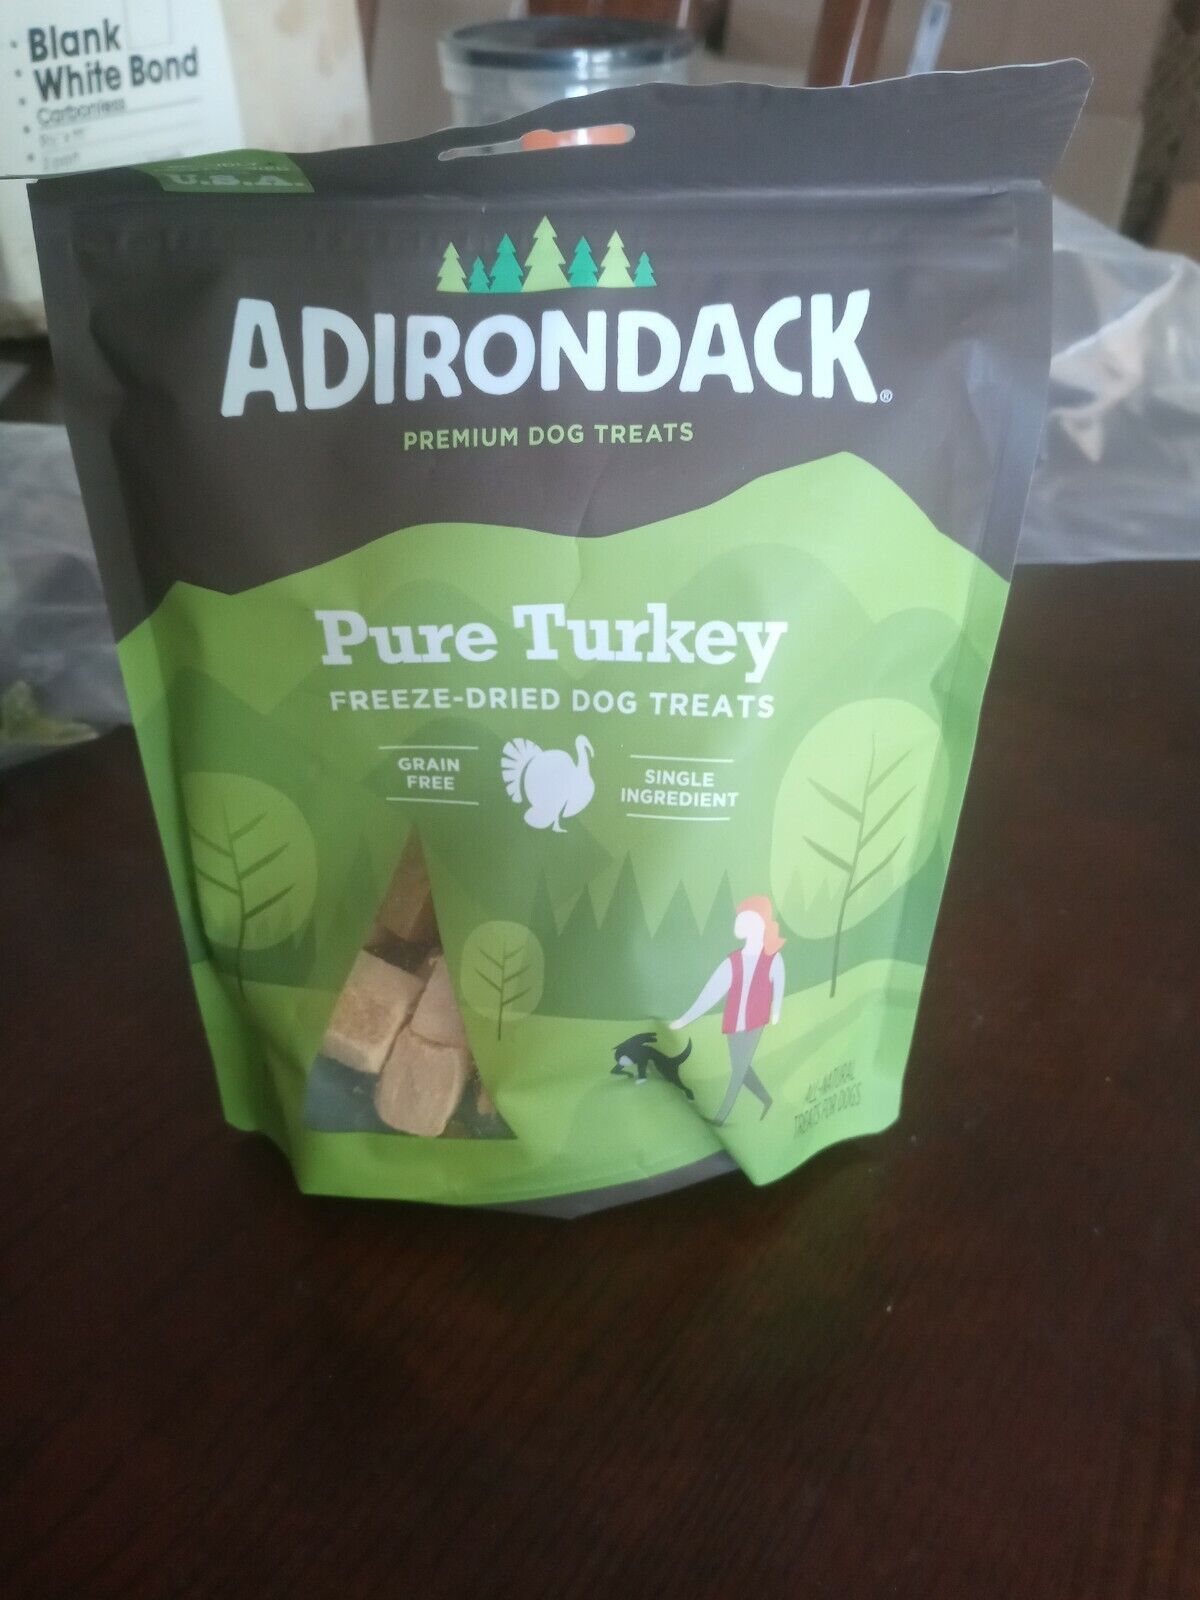 Blank
White Bond
Carbonless
U.S.A.
ADIRONDACK®
PREMIUM DOG TREATS
Pure Turkey
FREEZE-DRIED DOG TREATS
GRAIN
FREE
SINGLE
INGREDIENT
ALL-NATURAL
TREATS FOR DOGS